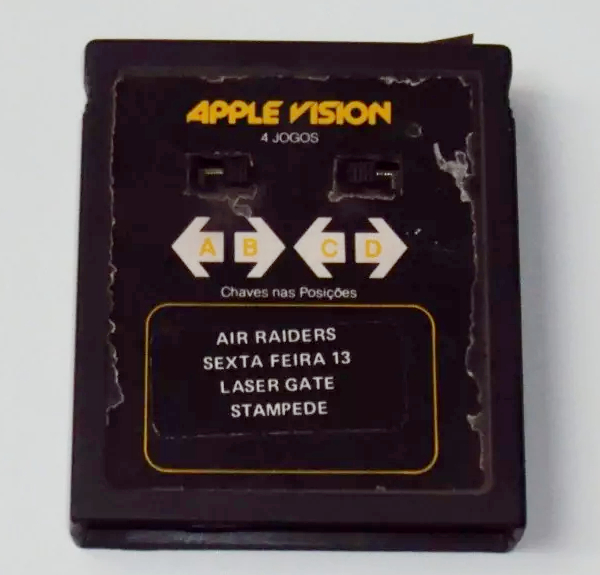 APPLE VISION
4 JOGOS
A B C D
Chaves nas Posições
AIR RAIDERS
SEXTA FEIRA 13
LASER GATE
STAMPEDE